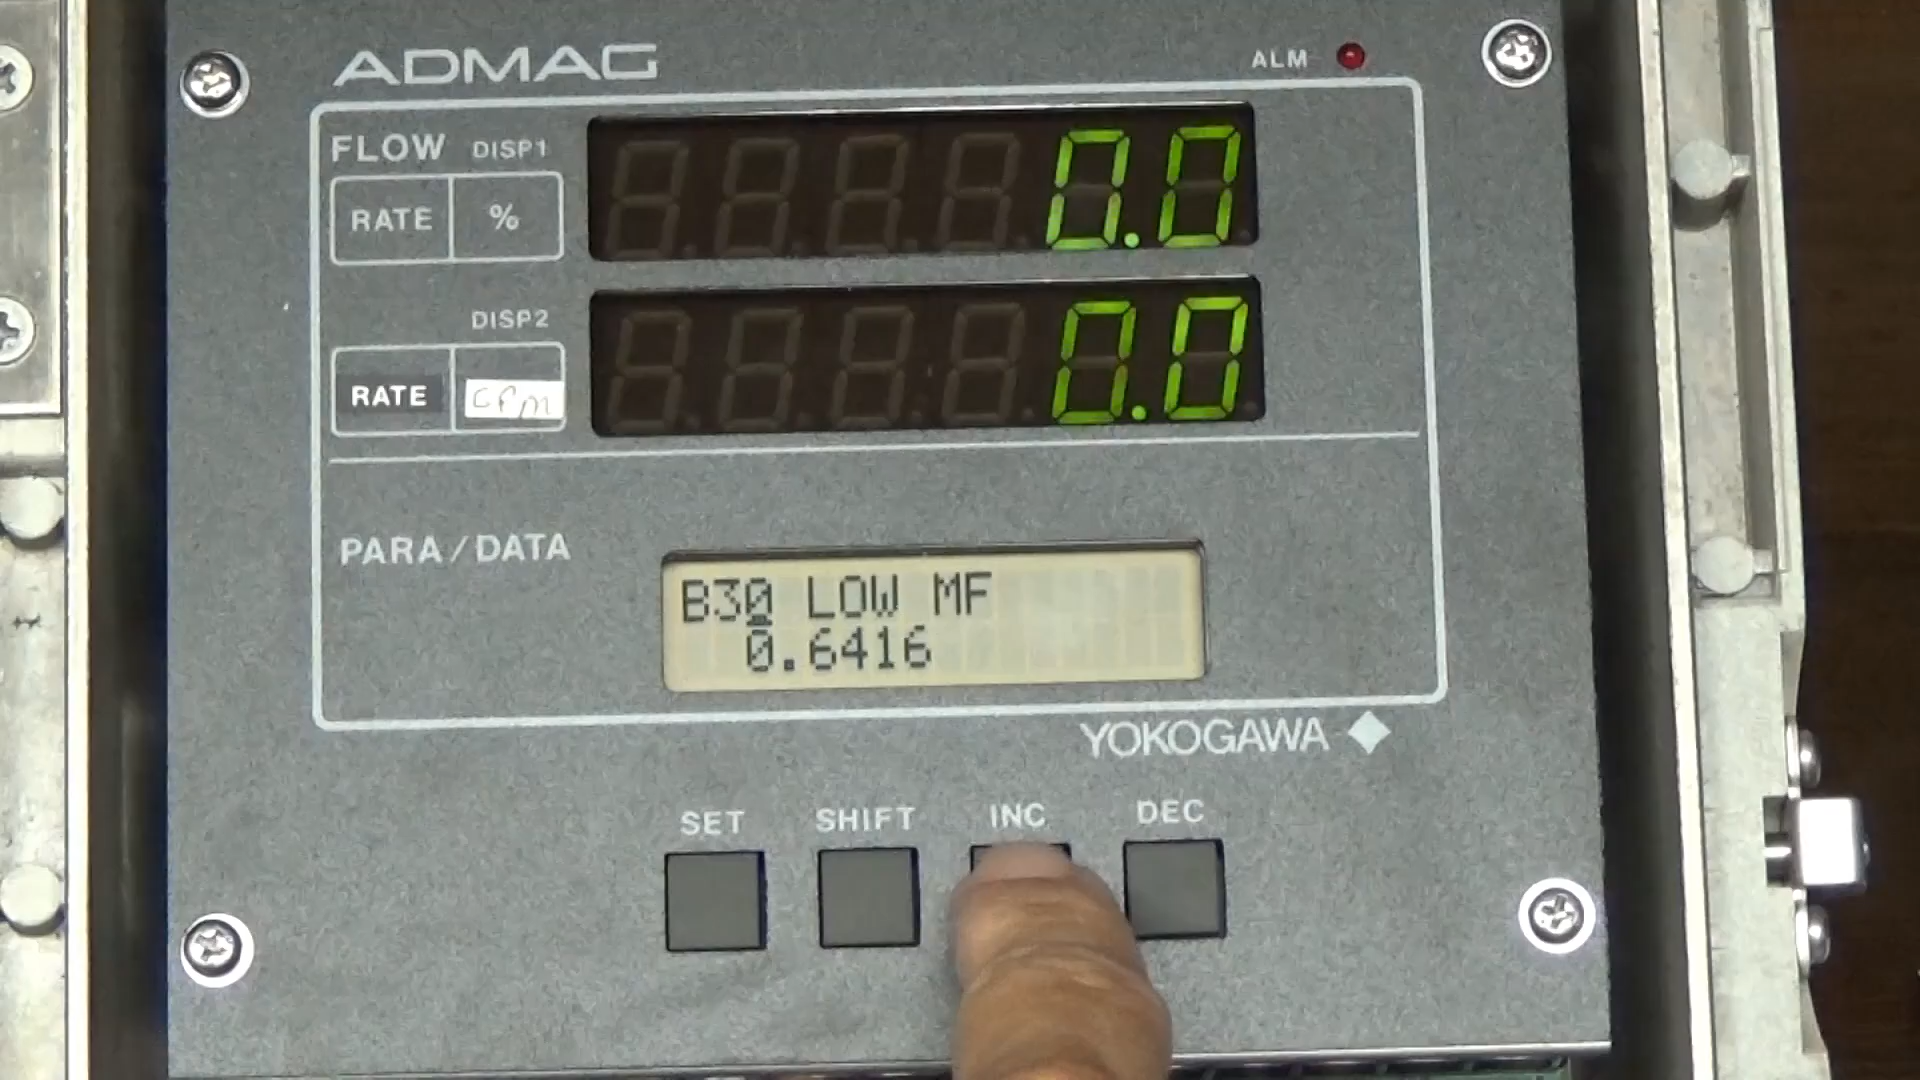 ADMAG
ALM
FLOW DISP1
RATE %
0.0
DISP2
RATE GPM
0.0
PARA/DATA
B30 LOW MF
0.6416
YOKOGAWA
SET SHIFT INC DEC